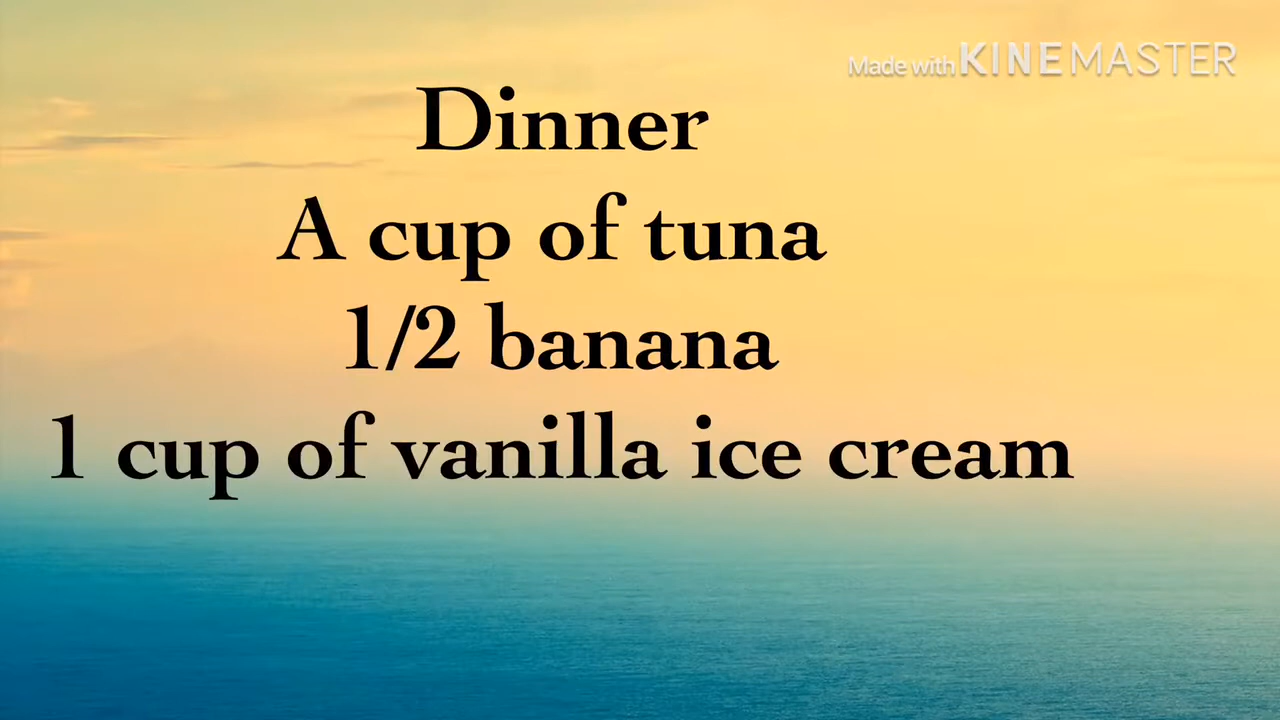 Made with KINEMASTER
Dinner
A cup of tuna
1/2 banana
1 cup of vanilla ice cream